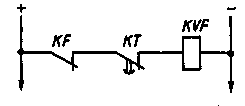 + −
KF KT KVF